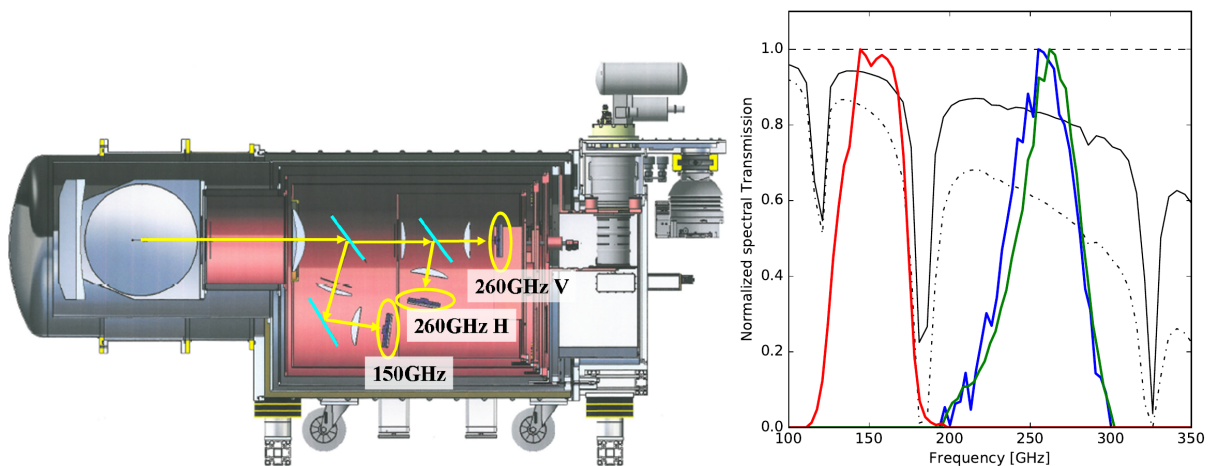 260GHz V
260GHz H
150GHz
Normalized spectral Transmission
1.0
0.8
0.6
0.4
0.2
0.0
100
150
200
250
300
350
Frequency [GHz]